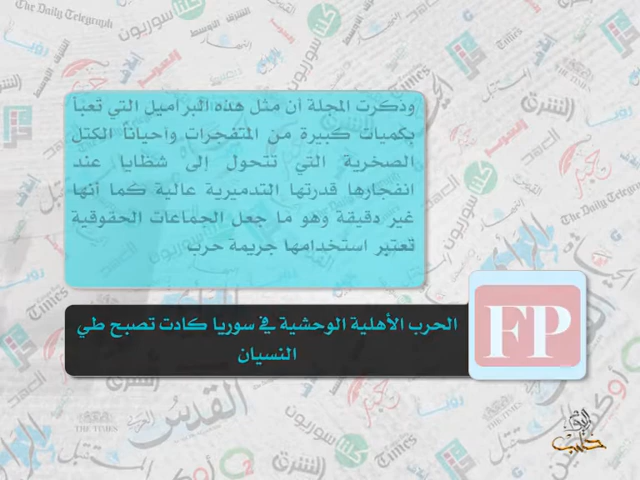 وذكرت المجلة أن مثل هذه البراميل التي تعبأ
بكميات كبيرة من المتفجرات وأحيانا الكتل
الصخرية التي تتحول إلى شظايا عند
انفجارها قدرتها التدميرية عالية كما أنها
غير دقيقة وهو ما جعل الجماعات الحقوقية
تعتبر استخدامها جريمة حرب
FP
الحرب الأهلية الوحشية في سوريا كادت تصبح طي
النسيان